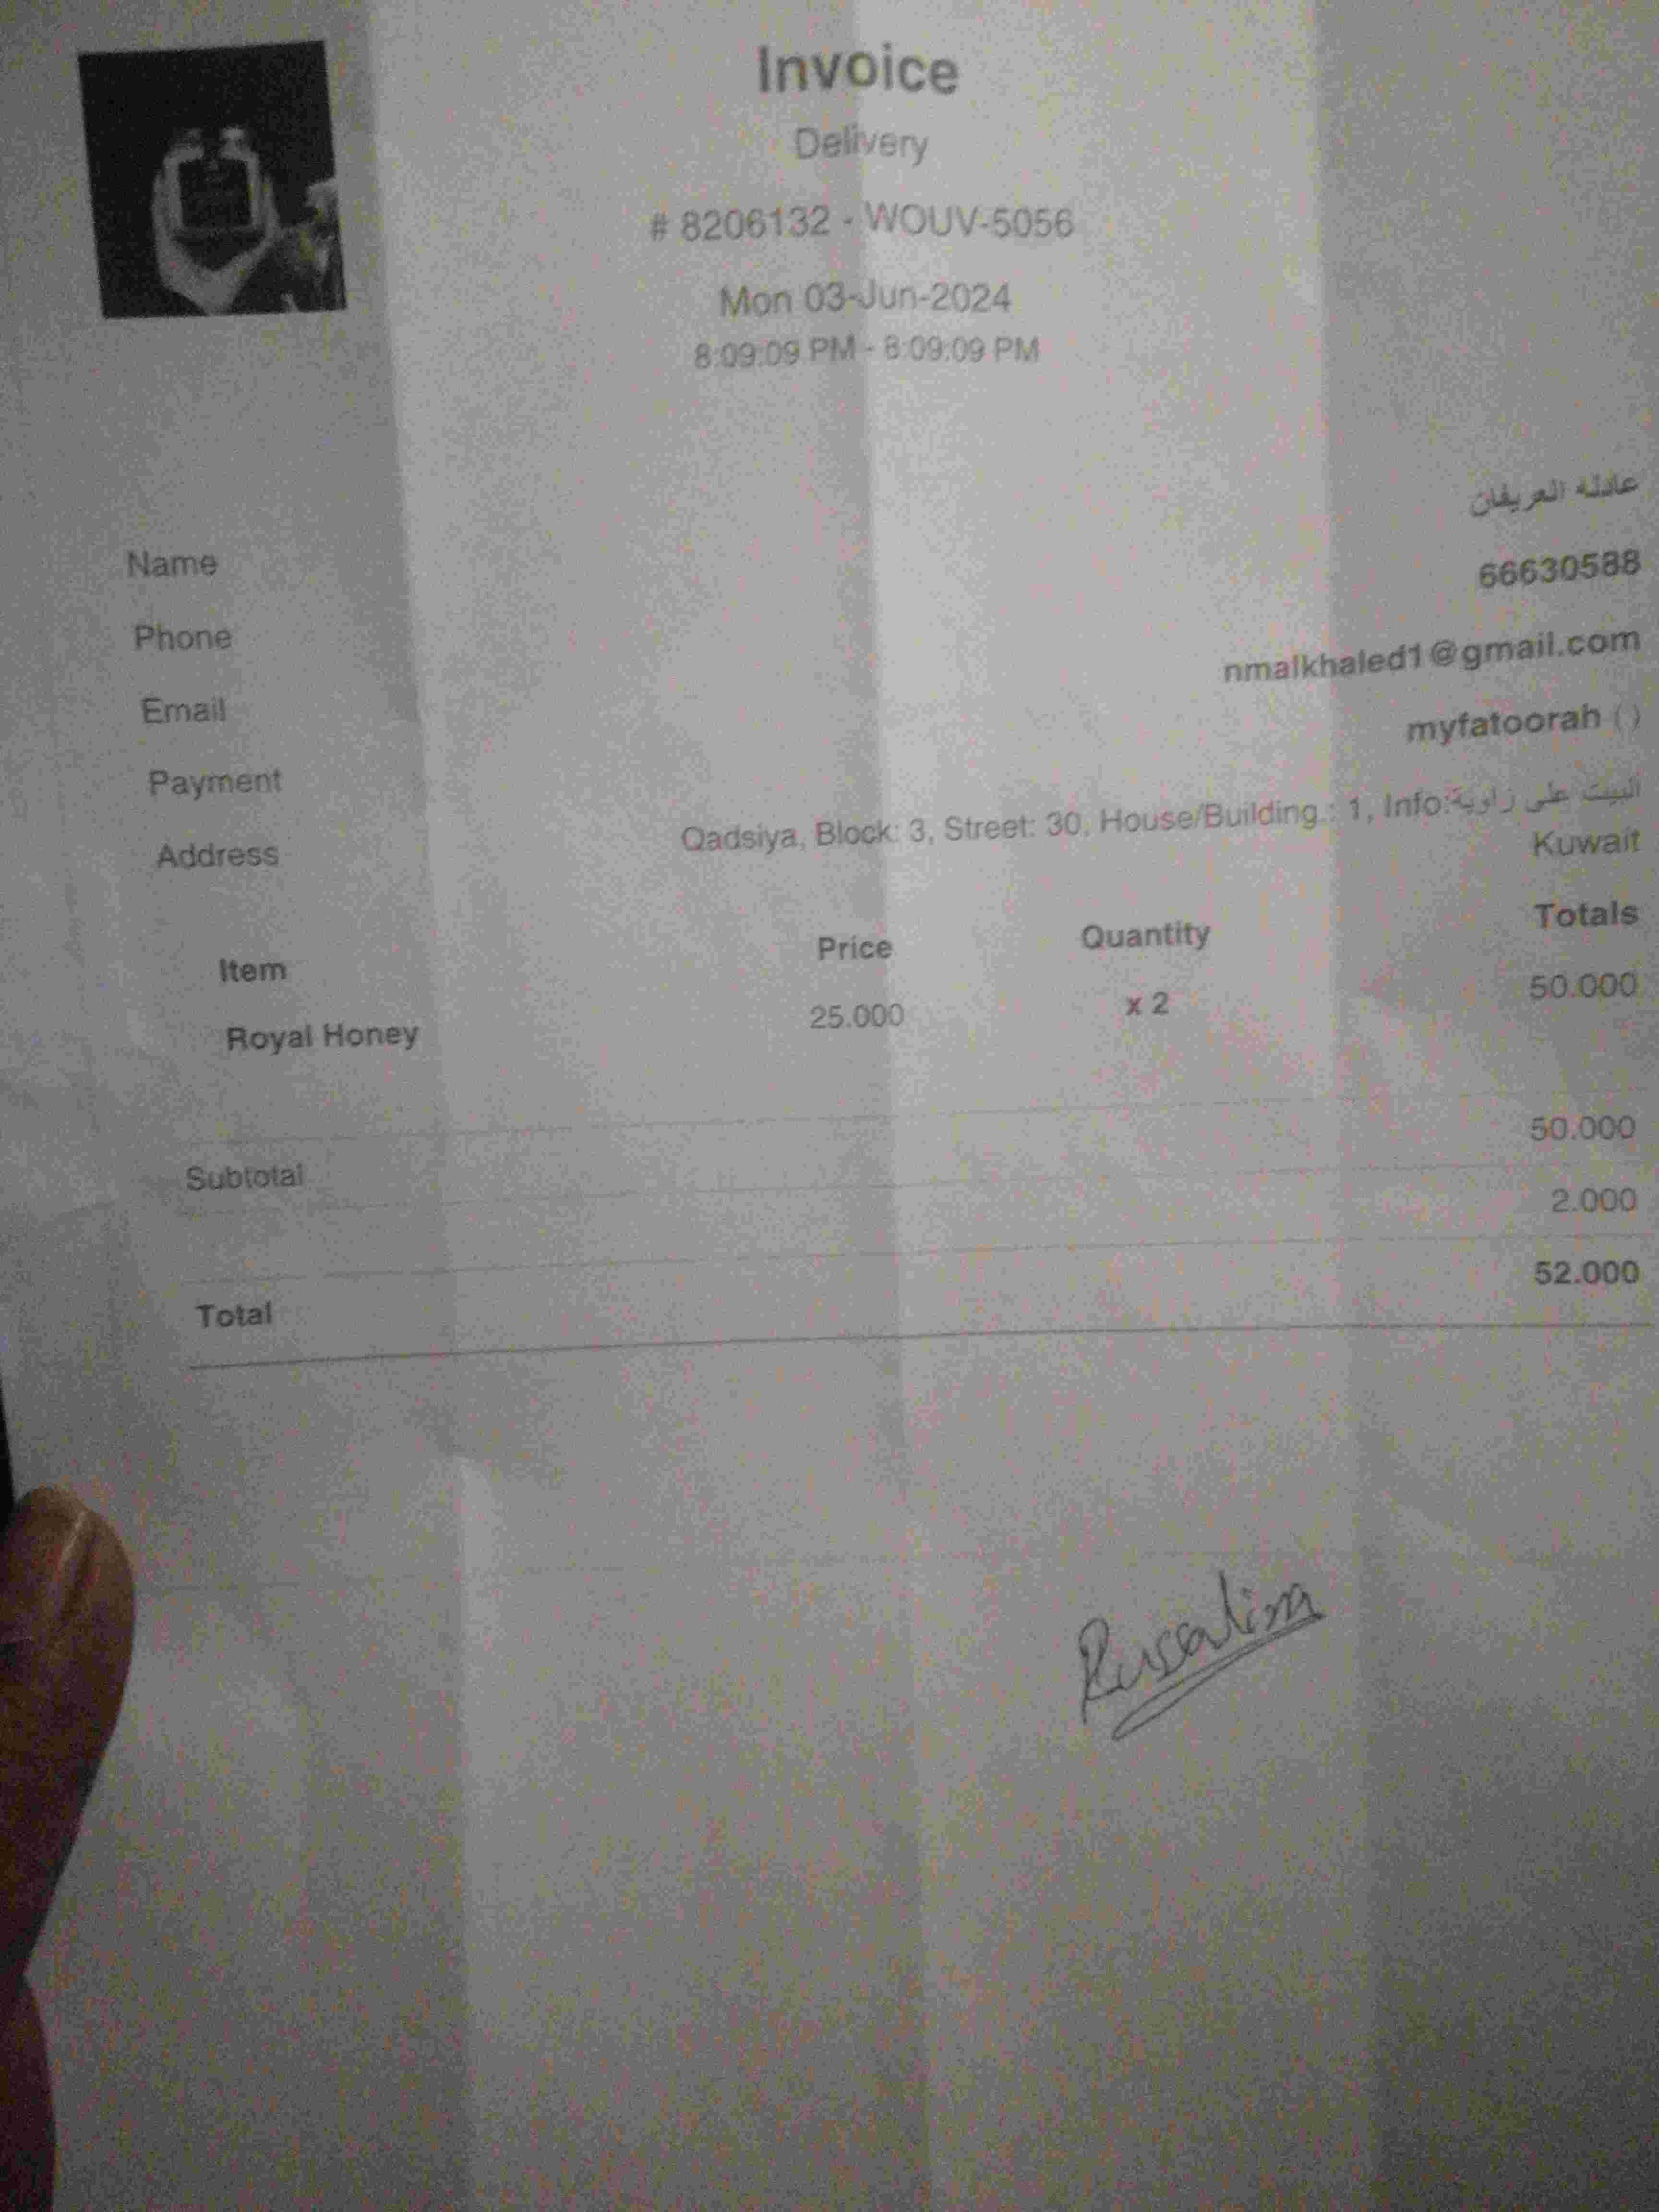 Invoice
Delivery
# 8206132 - WOUV-5056
Mon 03-Jun-2024
8:09:09 PM - 8:09:09 PM
Name عادله العريفان
Phone 66630588
Email nmalkhaled1@gmail.com
Payment myfatoorah ()
Address Qadsiya, Block: 3, Street: 30, House/Building.: 1, Info:البيت على زاوية
Kuwait
Item Price Quantity Totals
Royal Honey 25.000 x 2 50.000
Subtotal 50.000
2.000
Total 52.000
Rusalina